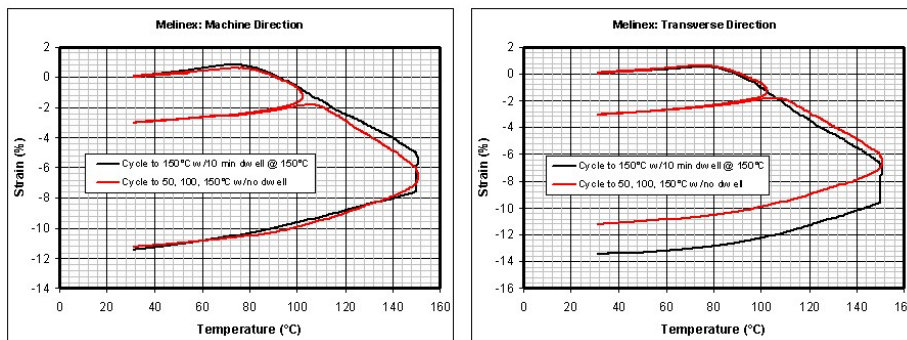 Melinex: Machine Direction
2
0
-2
-4
-6
-8
-10
-12
-14
Strain (%)
Cycle to 150°C w/10 min dwell @ 150°C
Cycle to 50, 100, 150°C w/no dwell
0 20 40 60 80 100 120 140 160
Temperature (°C)
Melinex: Transverse Direction
2
0
-2
-4
-6
-8
-10
-12
-14
-16
Strain (%)
Cycle to 150°C w/10 min dwell @ 150°C
Cycle to 50, 100, 150°C w/no dwell
0 20 40 60 80 100 120 140 160
Temperature (°C)